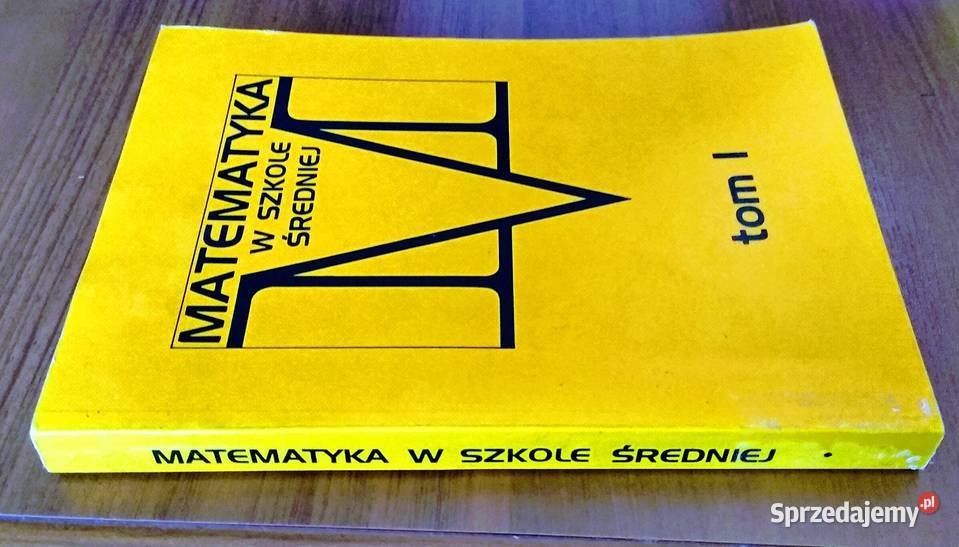 MATEMATYKA
W SZKOLE
ŚREDNIEJ
tom I
MATEMATYKA W SZKOLE ŚREDNIEJ •
Sprzedajemy.pl